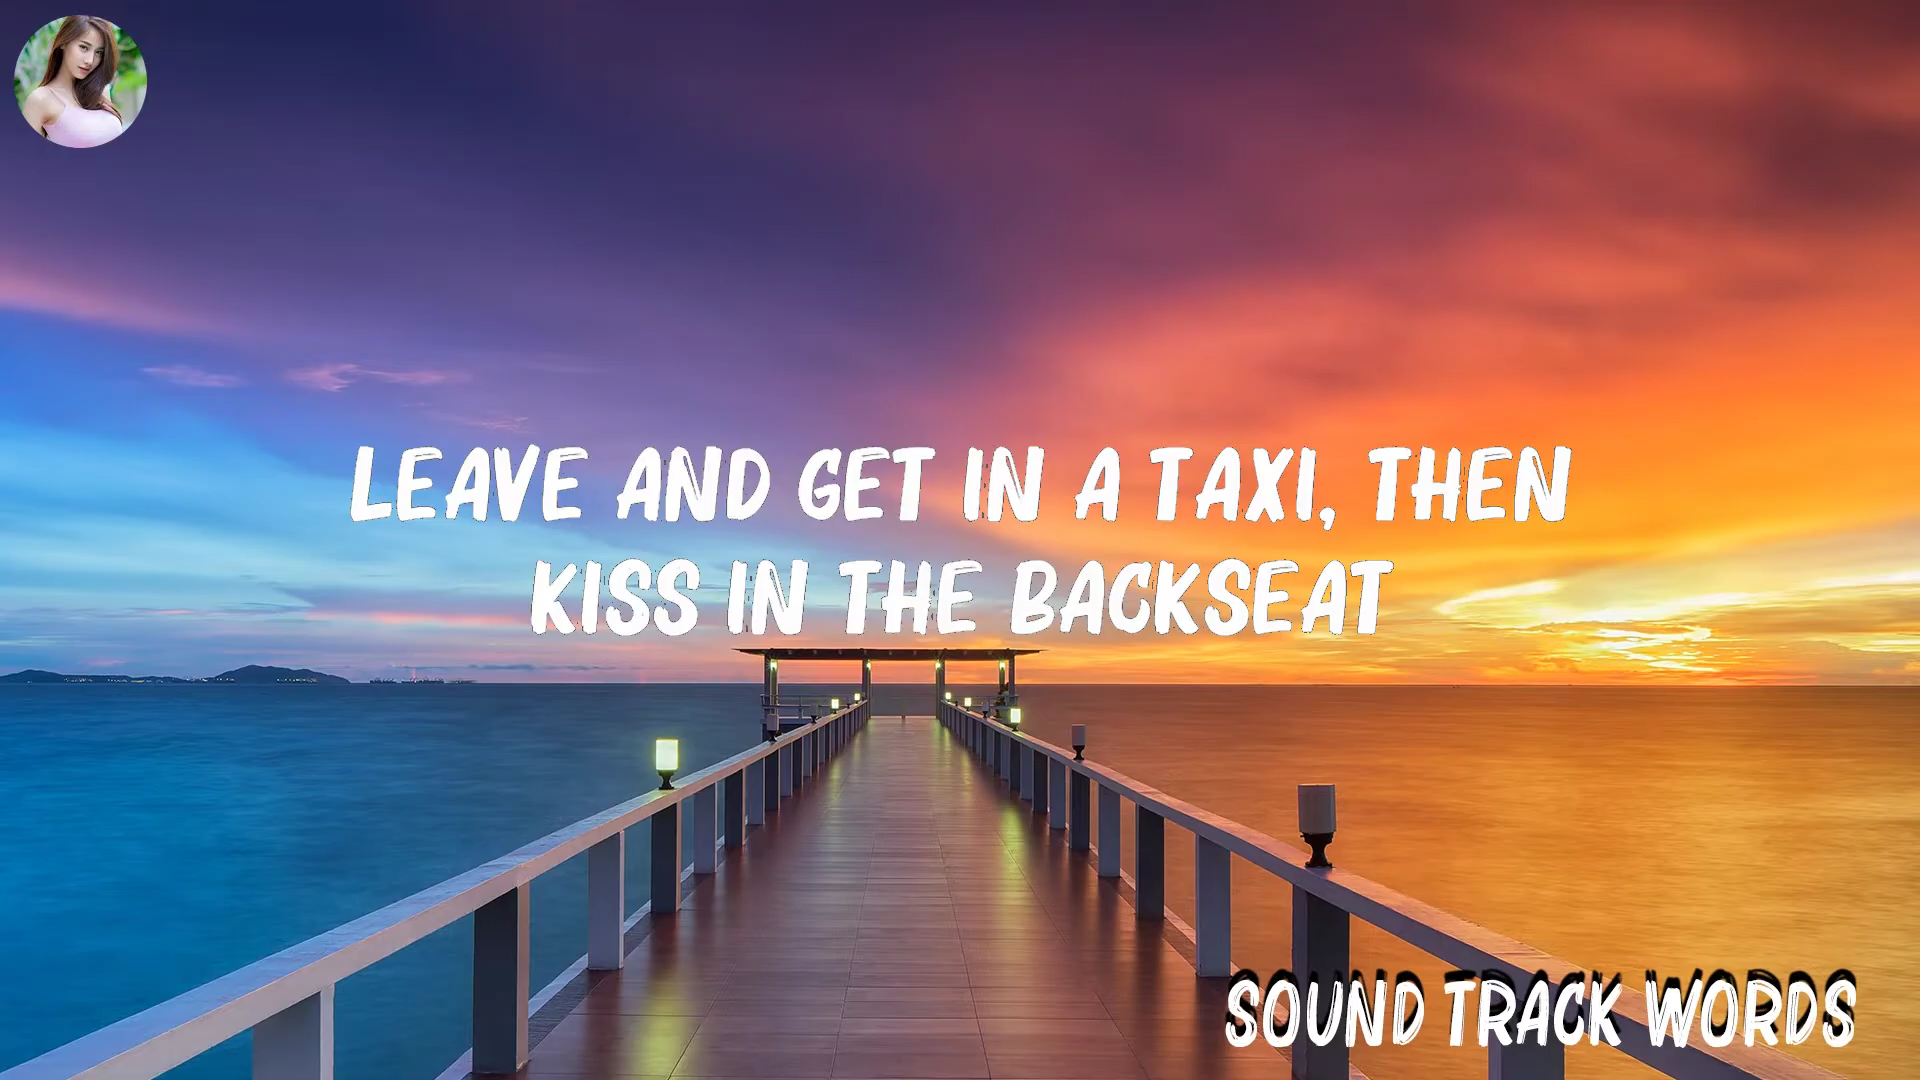 LEAVE AND GET IN A TAXI, THEN
KISS IN THE BACKSEAT
SOUND TRACK WORDS